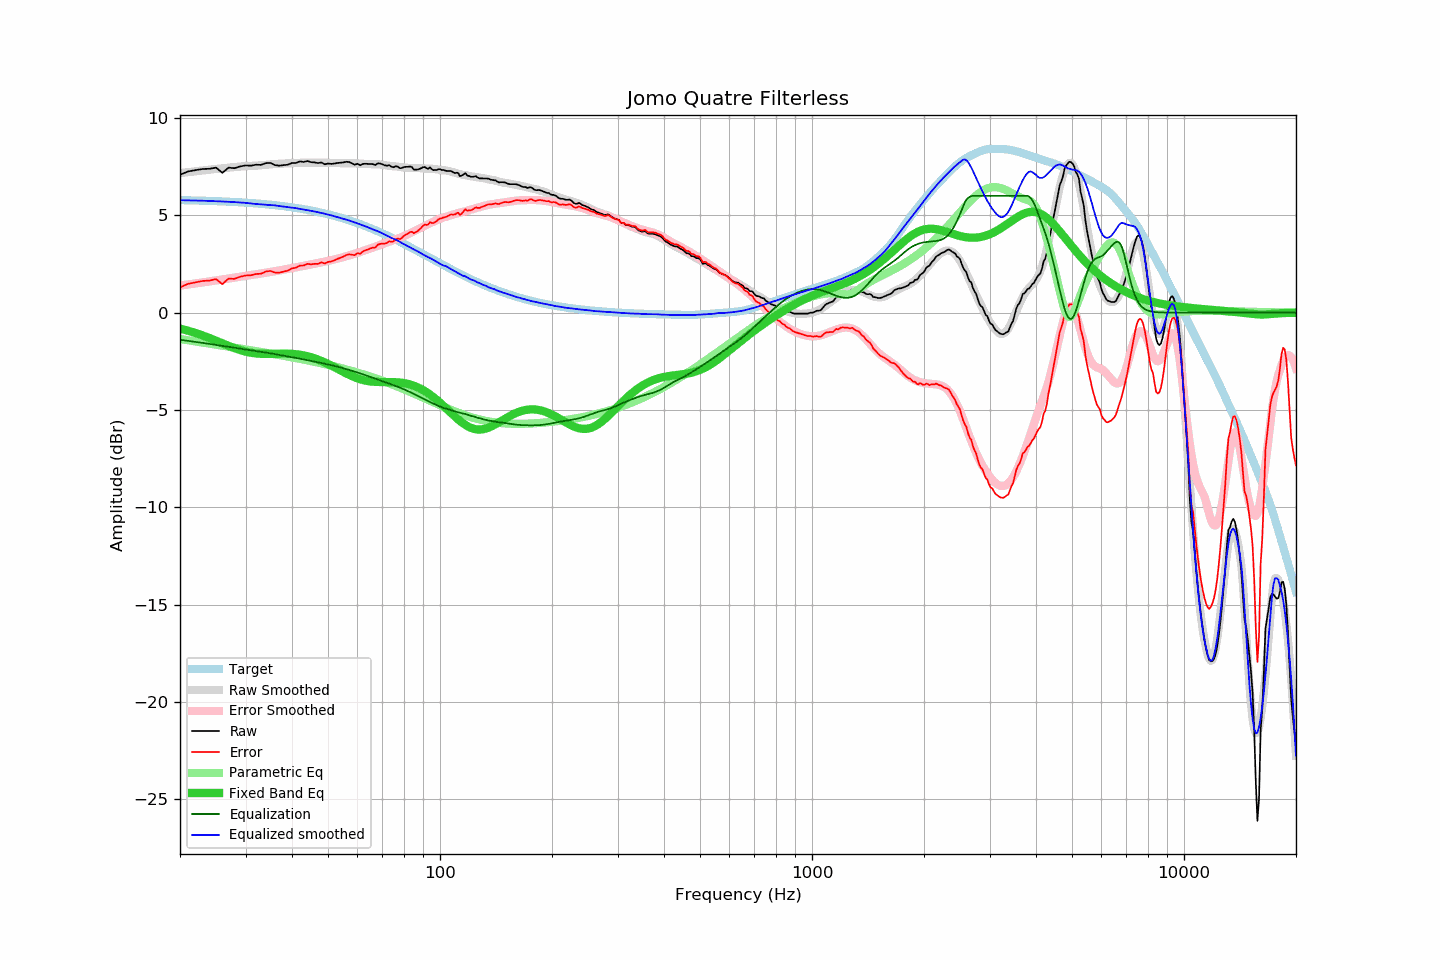 Jomo Quatre Filterless
10
5
0
−5
−10
−15
−20
−25
Amplitude (dBr)
Target
Raw Smoothed
Error Smoothed
Raw
Error
Parametric Eq
Fixed Band Eq
Equalization
Equalized smoothed
100
1000
10000
Frequency (Hz)